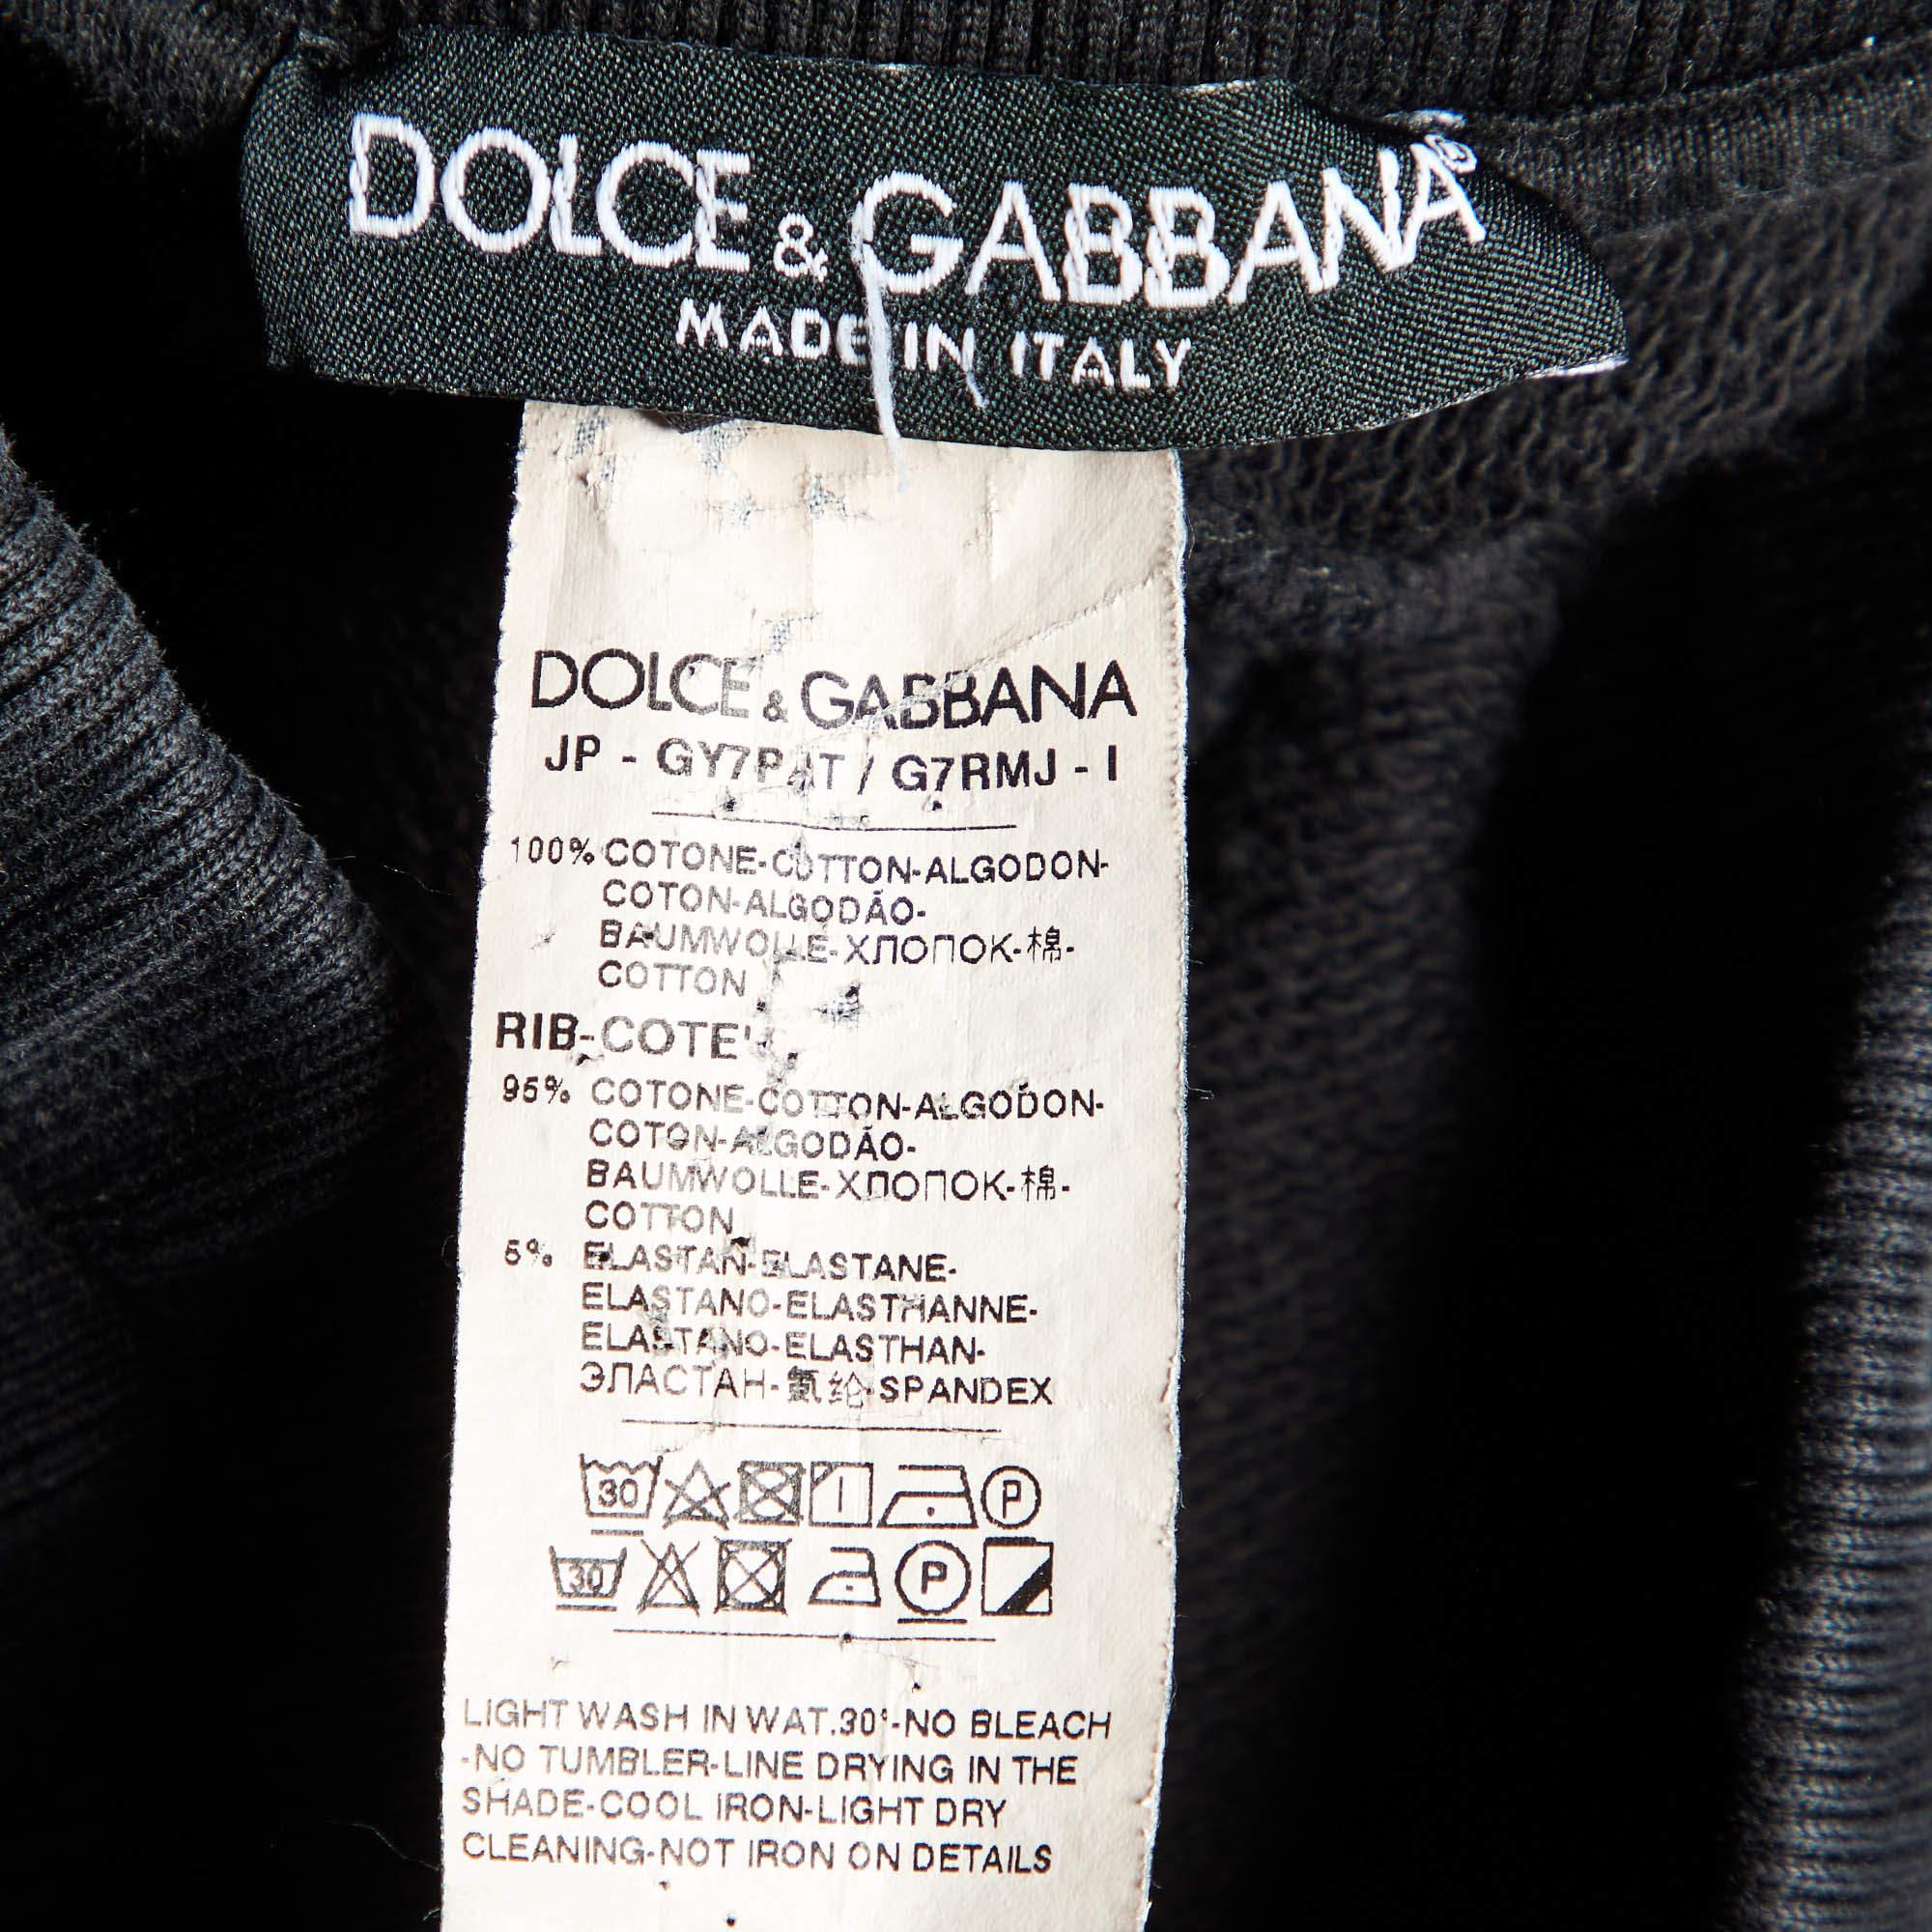 DOLCE & GABBANA®
MADE IN ITALY
DOLCE & GABBANA
JP - GY7PAT / G7RMJ - I
100% COTONE-COTTON-ALGODON-
COTON-ALGODÃO-
BAUMWOLLE-ХЛОПОК-棉-
COTTON
RIB-COTE'
95% COTONE-COTTON-ALGODON-
COTON-ALGODÃO-
BAUMWOLLE-ХЛОПОК-棉-
COTTON
5% ELASTAN-ELASTANE-
ELASTANO-ELASTHANNE-
ELASTANO-ELASTHAN-
ЭЛАСТАН-氨纶-SPANDEX
30 P
30 P
LIGHT WASH IN WAT.30°-NO BLEACH
-NO TUMBLER-LINE DRYING IN THE
SHADE-COOL IRON-LIGHT DRY
CLEANING-NOT IRON ON DETAILS